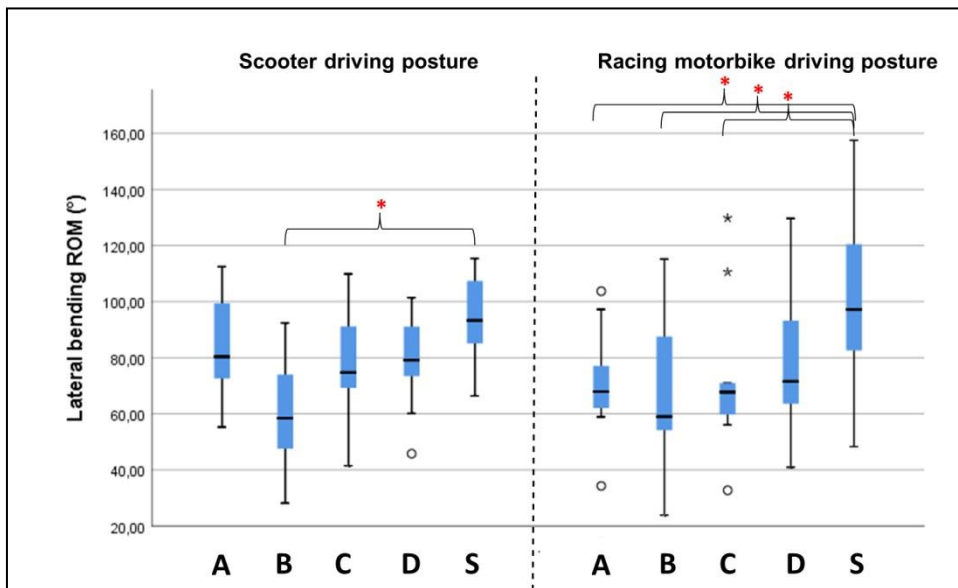 Scooter driving posture
Racing motorbike driving posture
* * *
*
Lateral bending ROM (°)
160,00
140,00
120,00
100,00
80,00
60,00
40,00
20,00
A B C D S A B C D S